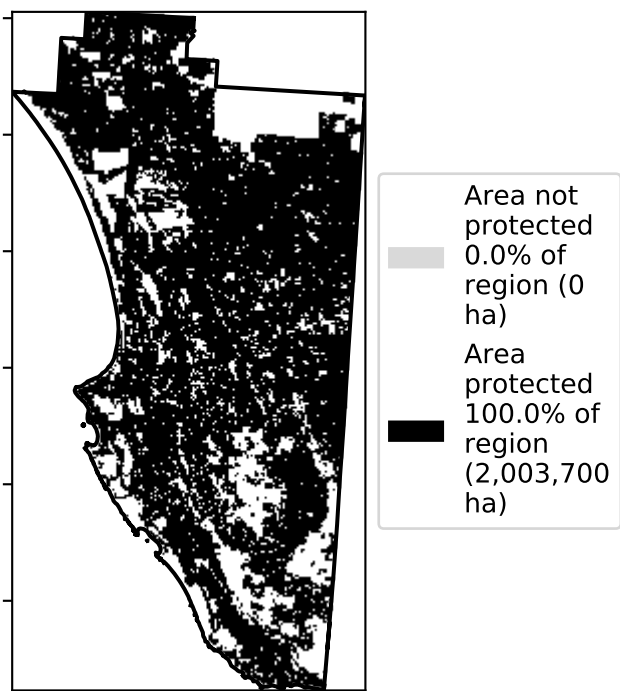 Area not
protected
0.0% of
region (0
ha)
Area
protected
100.0% of
region
(2,003,700
ha)